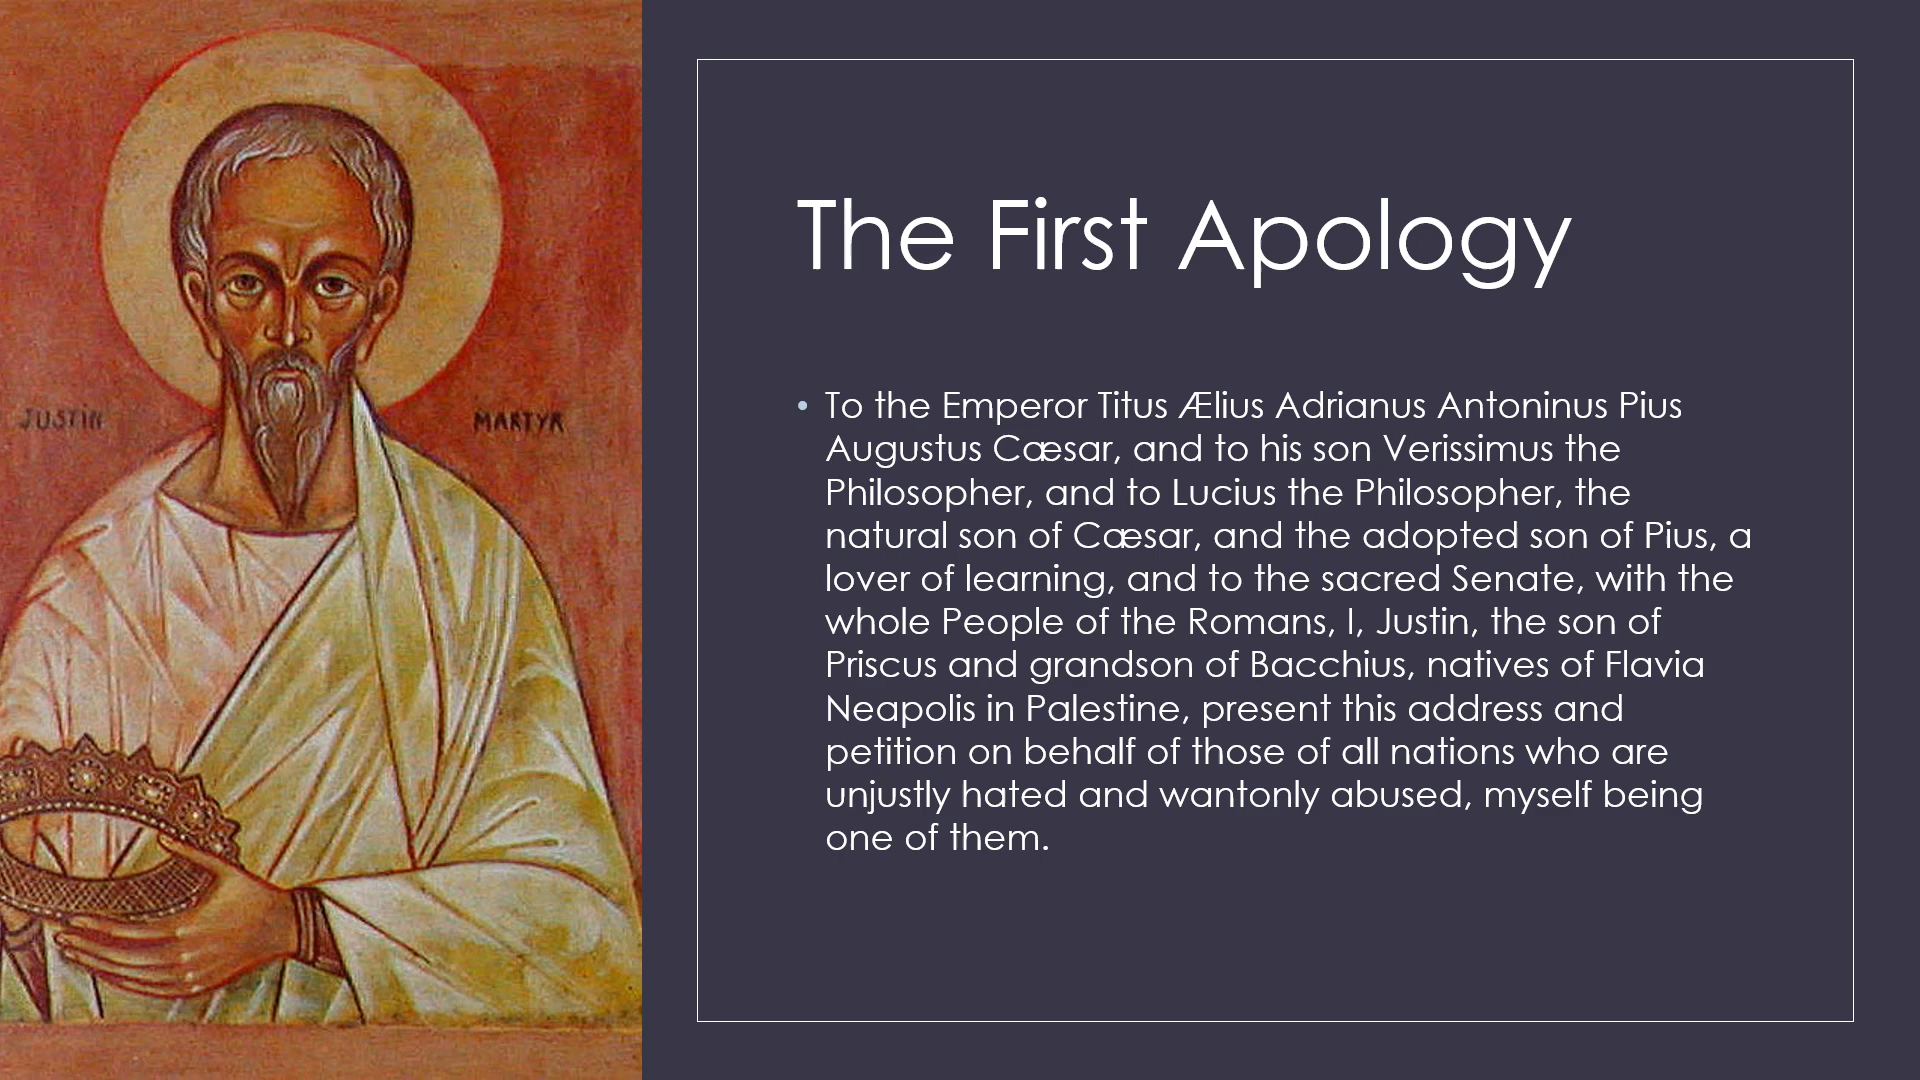 JUSTIN MARTYR
The First Apology
• To the Emperor Titus Ælius Adrianus Antoninus Pius
Augustus Cæsar, and to his son Verissimus the
Philosopher, and to Lucius the Philosopher, the
natural son of Cæsar, and the adopted son of Pius, a
lover of learning, and to the sacred Senate, with the
whole People of the Romans, I, Justin, the son of
Priscus and grandson of Bacchius, natives of Flavia
Neapolis in Palestine, present this address and
petition on behalf of those of all nations who are
unjustly hated and wantonly abused, myself being
one of them.